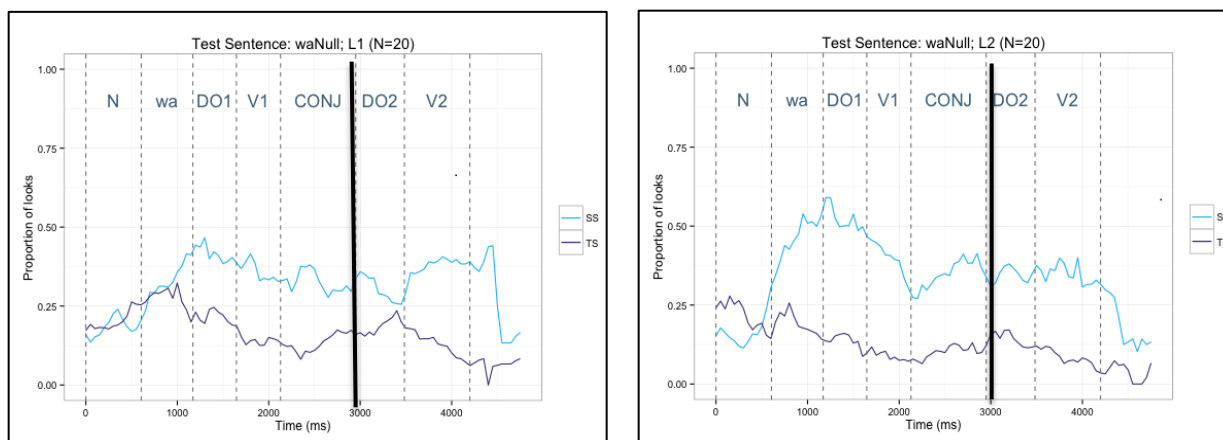 Test Sentence: waNull; L1 (N=20)
1.00
N wa DO1 V1 CONJ DO2 V2
0.75
0.50
0.25
0.00
Proportion of looks
SS
TS
0 1000 2000 3000 4000
Time (ms)
Test Sentence: waNull; L2 (N=20)
1.00
N wa DO1 V1 CONJ DO2 V2
0.75
0.50
0.25
0.00
Proportion of looks
S
T
0 1000 2000 3000 4000
Time (ms)